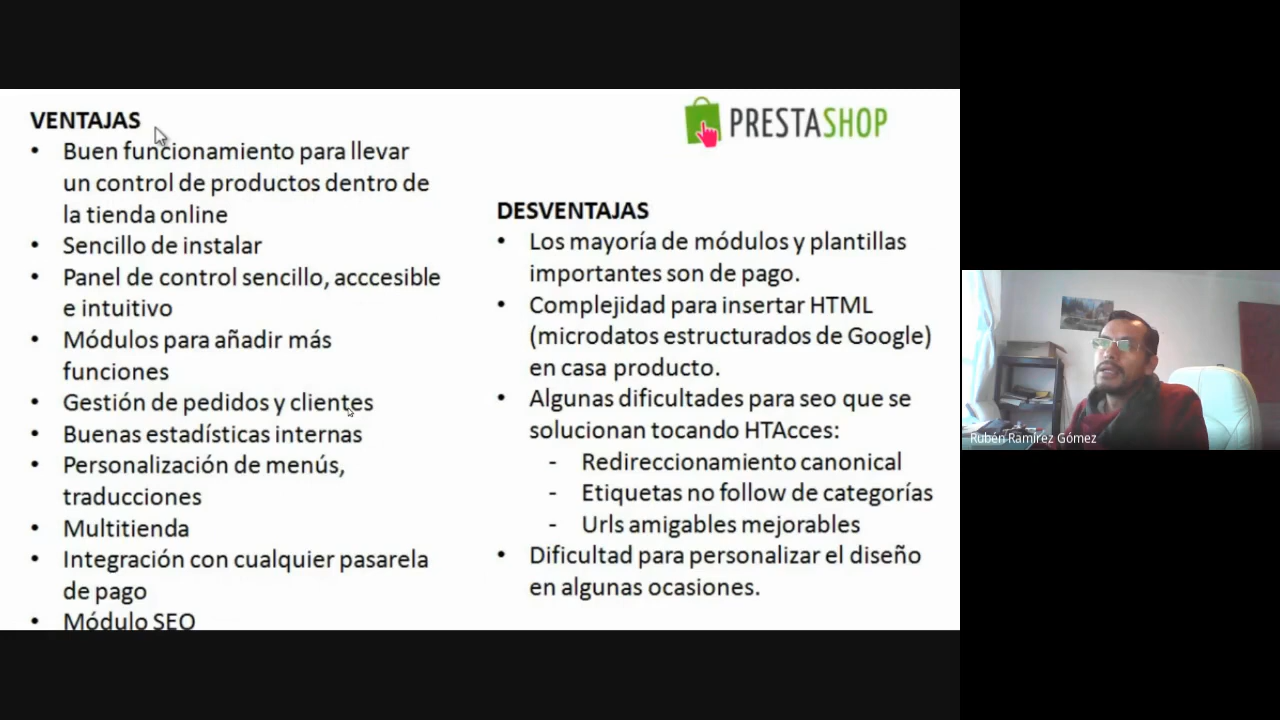 VENTAJAS
• Buen funcionamiento para llevar
un control de productos dentro de
la tienda online
• Sencillo de instalar
• Panel de control sencillo, acccesible
e intuitivo
• Módulos para añadir más
funciones
• Gestión de pedidos y clientes
• Buenas estadísticas internas
• Personalización de menús,
traducciones
• Multitienda
• Integración con cualquier pasarela
de pago
• Módulo SEO
PRESTASHOP
DESVENTAJAS
• Los mayoría de módulos y plantillas
importantes son de pago.
• Complejidad para insertar HTML
(microdatos estructurados de Google)
en casa producto.
• Algunas dificultades para seo que se
solucionan tocando HTAcces:
- Redireccionamiento canonical
- Etiquetas no follow de categorías
- Urls amigables mejorables
• Dificultad para personalizar el diseño
en algunas ocasiones.
Rubén Ramírez Gómez